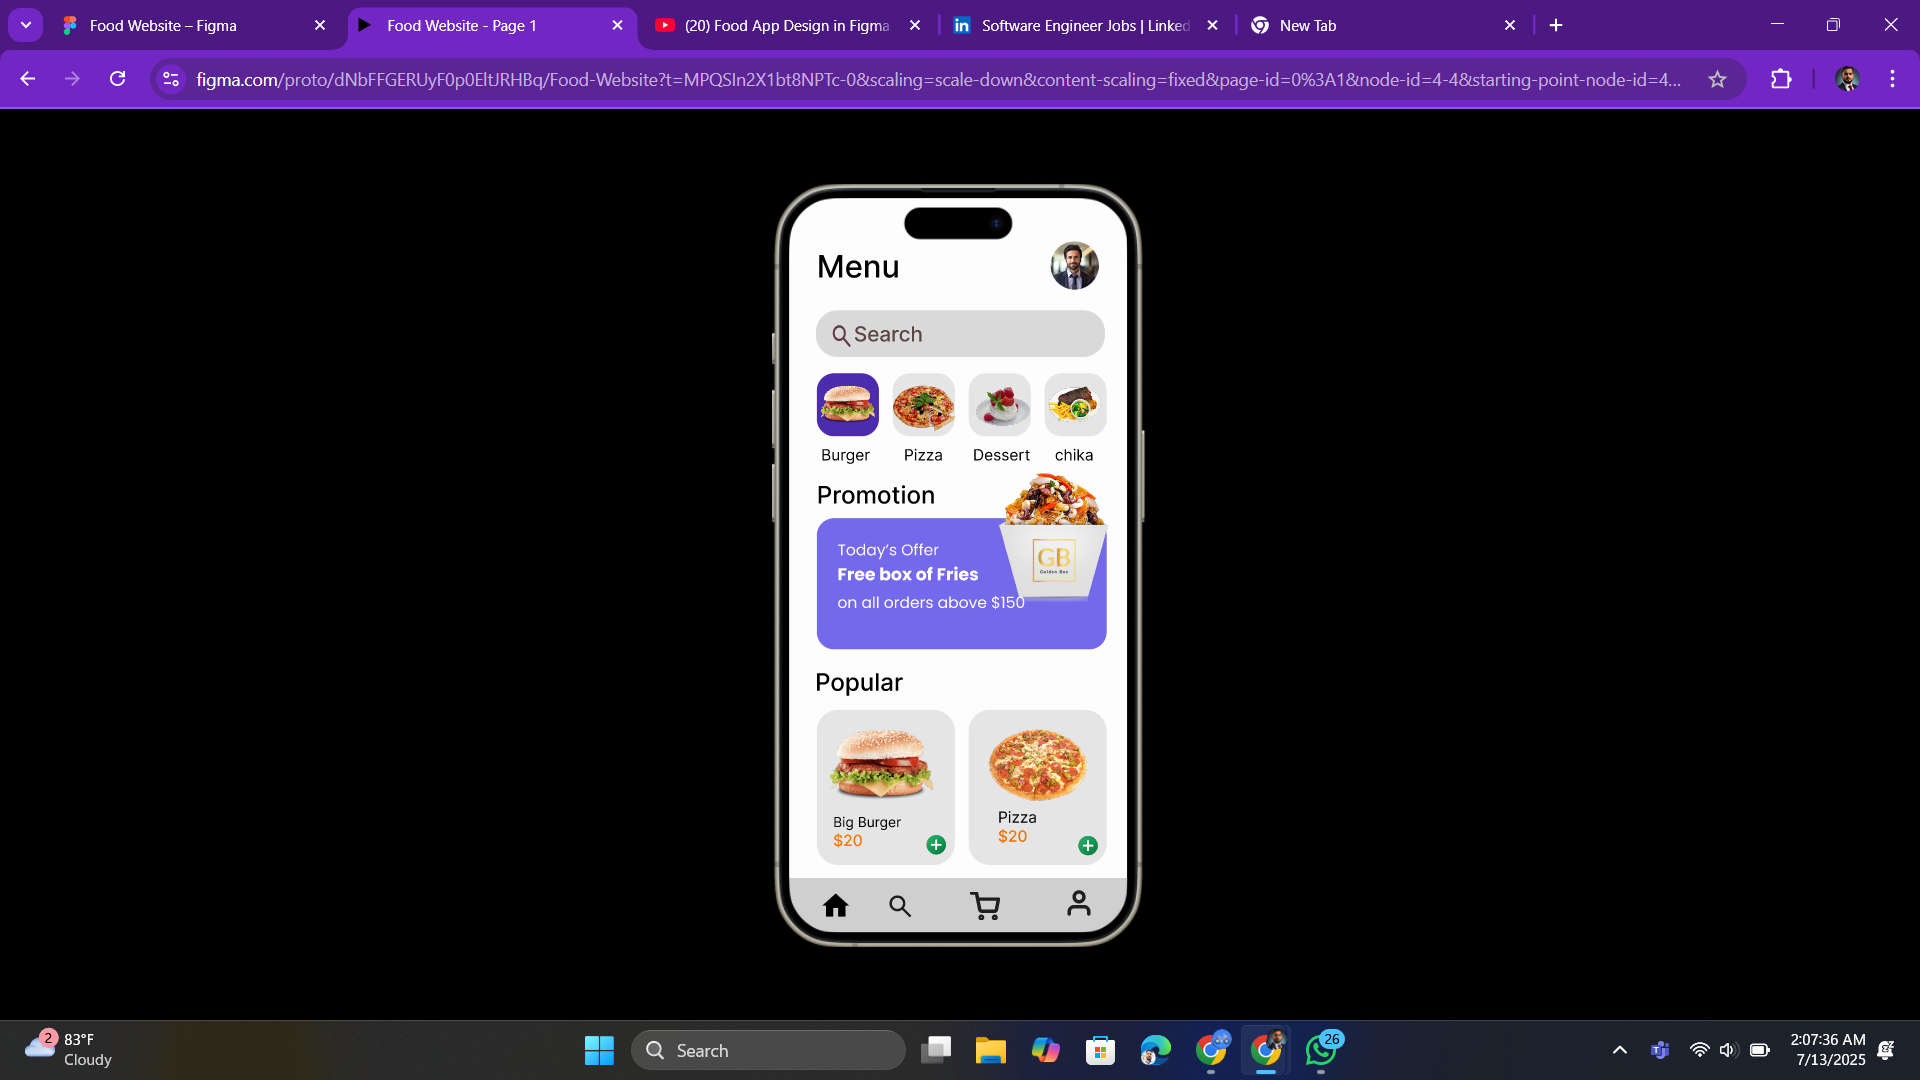 Food Website – Figma
Food Website - Page 1
(20) Food App Design in Figma
Software Engineer Jobs | Linked
New Tab
figma.com/proto/dNbFTGERUyF0p0EltJRHBq/Food-Website?t=MPQSIn2X1bt8NPTc-0&scaling=scale-down&content-scaling=fixed&page-id=0%3A1&node-id=4-4&starting-point-node-id=4...
Menu
Search
Burger Pizza Dessert chika
Promotion
Today's Offer
Free box of Fries
on all orders above $150
GB
Golden Box
Popular
Big Burger
$20
Pizza
$20
2
83°F
Cloudy
Search
26
2:07:36 AM
7/13/2025